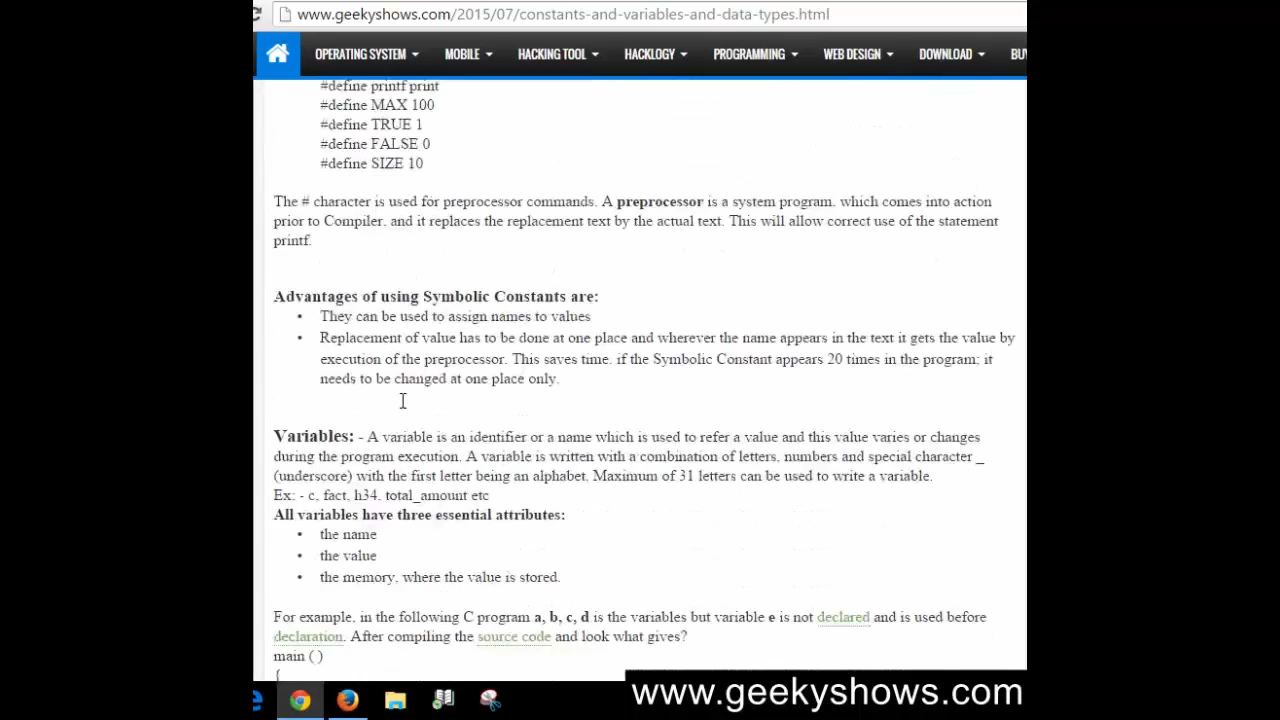 www.geekyshows.com/2015/07/constants-and-variables-and-data-types.html
OPERATING SYSTEM MOBILE HACKING TOOL HACKLOGY PROGRAMMING WEB DESIGN DOWNLOAD BU
#define printf print
#define MAX 100
#define TRUE 1
#define FALSE 0
#define SIZE 10
The # character is used for preprocessor commands. A preprocessor is a system program, which comes into action
prior to Compiler, and it replaces the replacement text by the actual text. This will allow correct use of the statement
printf.
Advantages of using Symbolic Constants are:
• They can be used to assign names to values
• Replacement of value has to be done at one place and wherever the name appears in the text it gets the value by
execution of the preprocessor. This saves time. if the Symbolic Constant appears 20 times in the program; it
needs to be changed at one place only.
Variables: - A variable is an identifier or a name which is used to refer a value and this value varies or changes
during the program execution. A variable is written with a combination of letters, numbers and special character _
(underscore) with the first letter being an alphabet. Maximum of 31 letters can be used to write a variable.
Ex: - c, fact, h34, total_amount etc
All variables have three essential attributes:
• the name
• the value
• the memory, where the value is stored.
For example, in the following C program a, b, c, d is the variables but variable e is not declared and is used before
declaration. After compiling the source code and look what gives?
main ( )
{
www.geekyshows.com